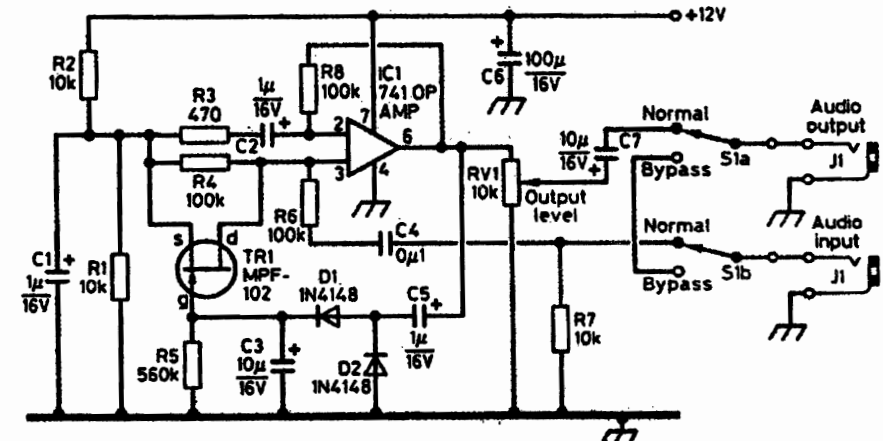 +12V
R2
10k
R3
470
1μ
16V
+
C2
R8
100k
IC1
741 OP
AMP
7
2
6
3
4
+
C6
100μ
16V
R4
100k
R6
100k
C4
0μ1
RV1
10k
Output
level
10μ
16V
C7
+
Normal
Bypass
S1a
Audio
output
J1
Normal
Bypass
S1b
Audio
input
J1
s
d
g
TR1
MPF-
102
C1
+
1μ
16V
R1
10k
D1
1N4148
C5
+
1μ
16V
R5
560k
C3
+
10μ
16V
D2
1N4148
R7
10k